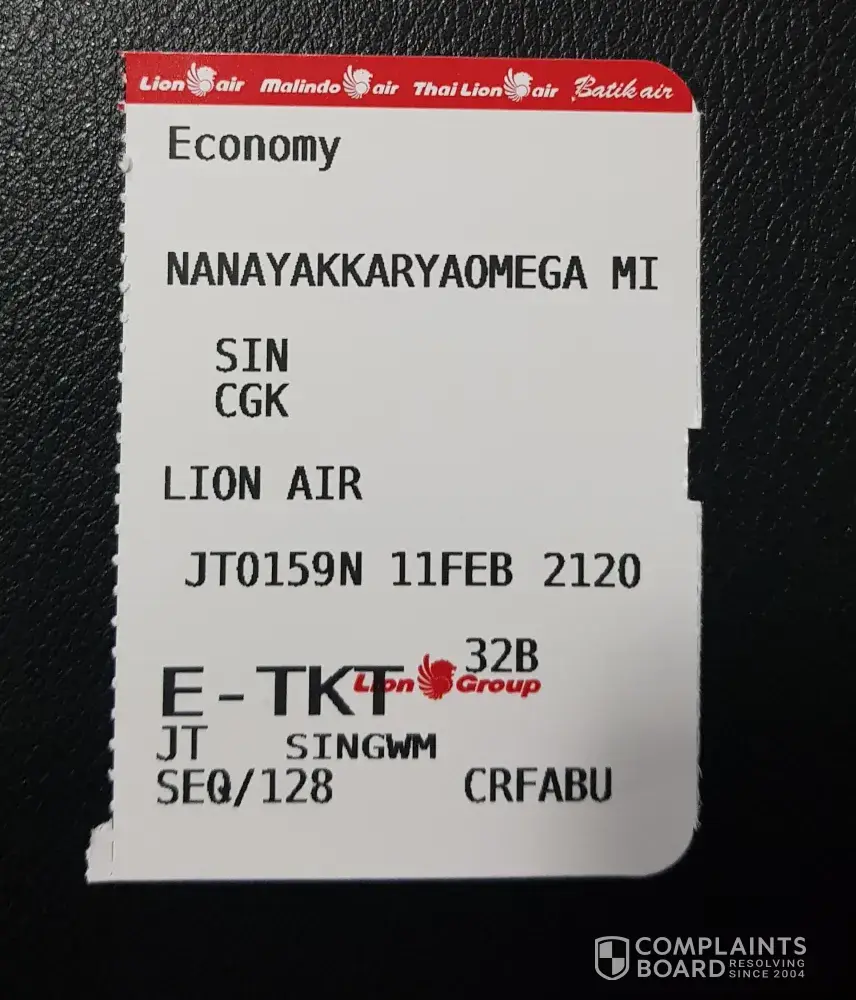 Lion air Malindo air Thai Lion air Batik air
Economy
NANAYAKKARYAOMEGA MI
SIN
CGK
LION AIR
JT0159N 11FEB 2120
32B
E-TKT Lion Group
JT SINGWM
SEQ/128 CRFABU
COMPLAINTS
BOARD RESOLVING
SINCE 2004